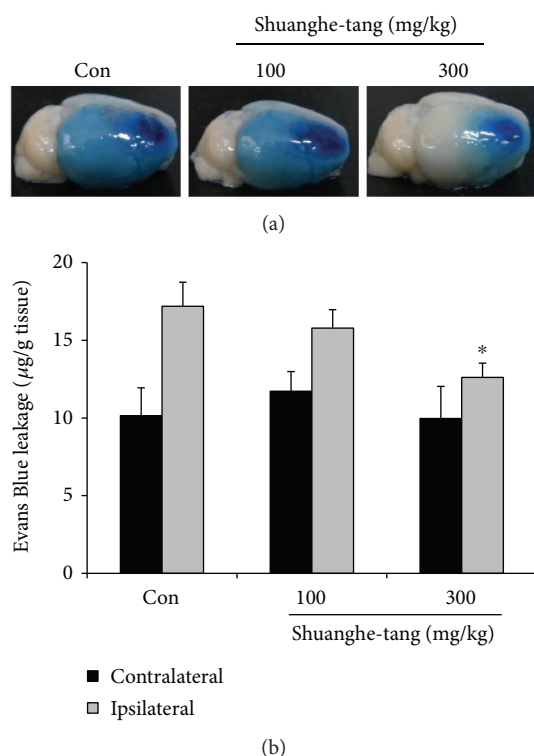 Shuanghe-tang (mg/kg)
Con 100 300
(a)
Evans Blue leakage (μg/g tissue)
20
15
10
5
0
*
Con 100 300
Shuanghe-tang (mg/kg)
Contralateral
Ipsilateral
(b)